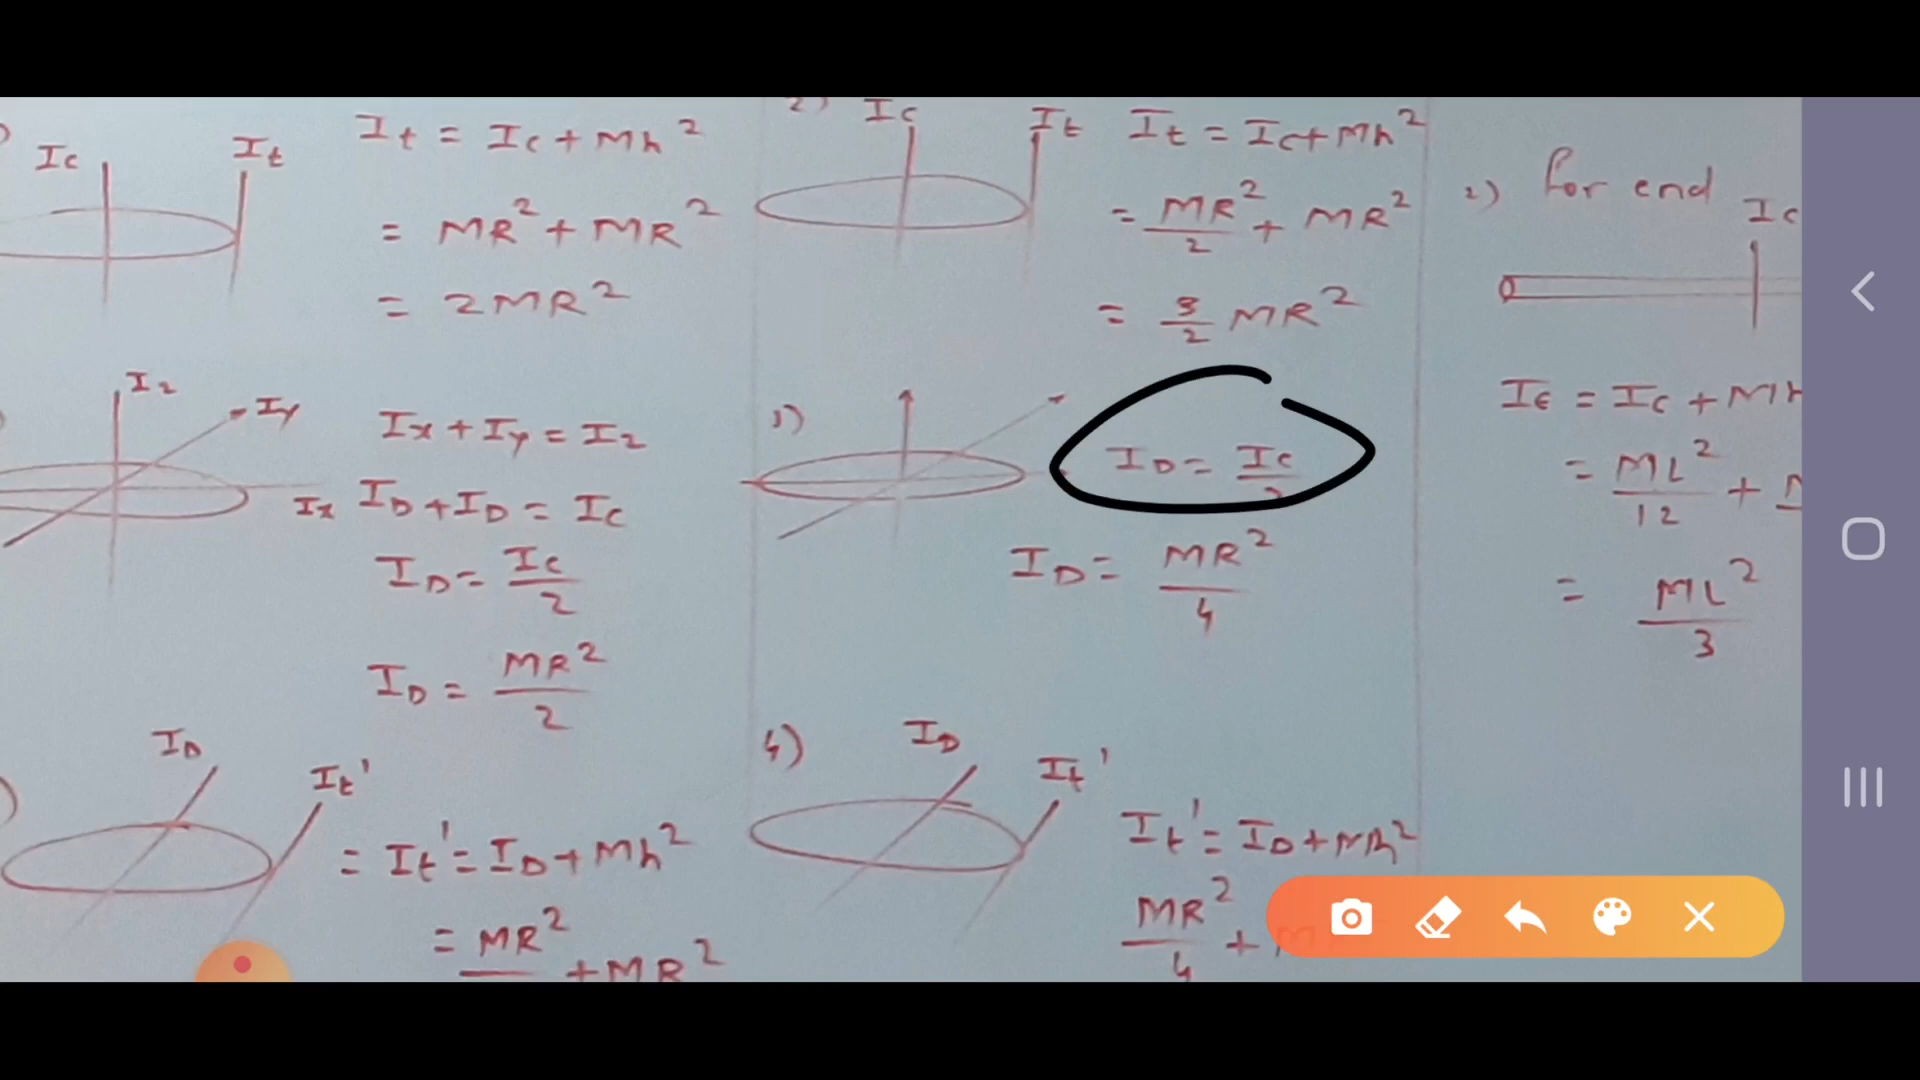 Ic
It
It = Ic + Mh²
= MR² + MR²
= 2MR²
Iz
Iy
Ix
Ix + Iy = Iz
ID + ID = Ic
ID = Ic/2
ID = MR²/2
ID
It'
= It' = ID + Mh²
= MR² + MR²
2) Ic
It
It = Ic + Mh²
= MR²/2 + MR²
= 3/2 MR²
3)
ID = Ic/2
ID = MR²/4
4)
ID
It'
It' = ID + Mh²
MR²/4 +
2) For end
Ic
IE = Ic + Mh
= ML²/12 +
= ML²/3